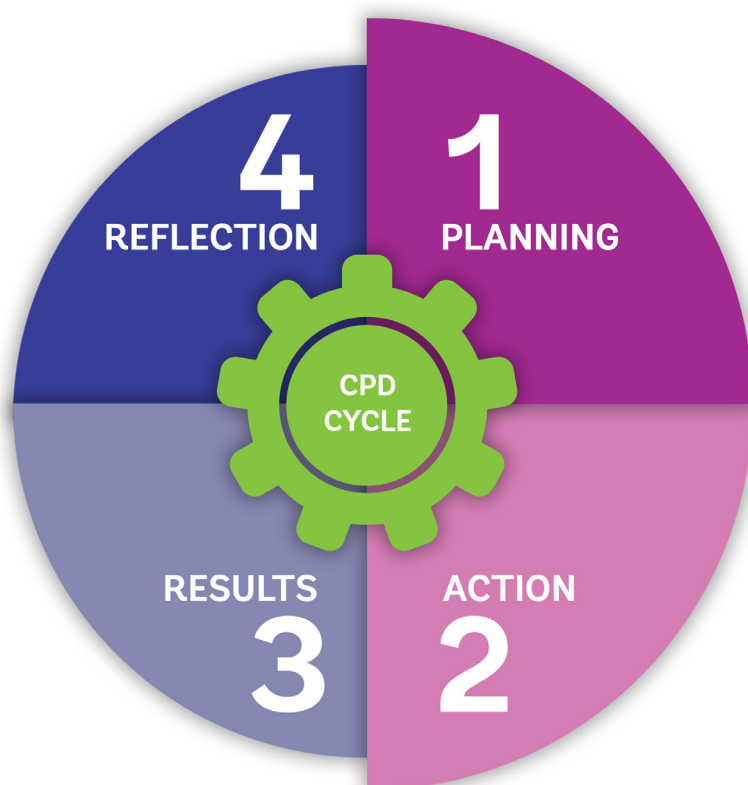 1
PLANNING
ACTION
2
RESULTS
3
4
REFLECTION
CPD
CYCLE